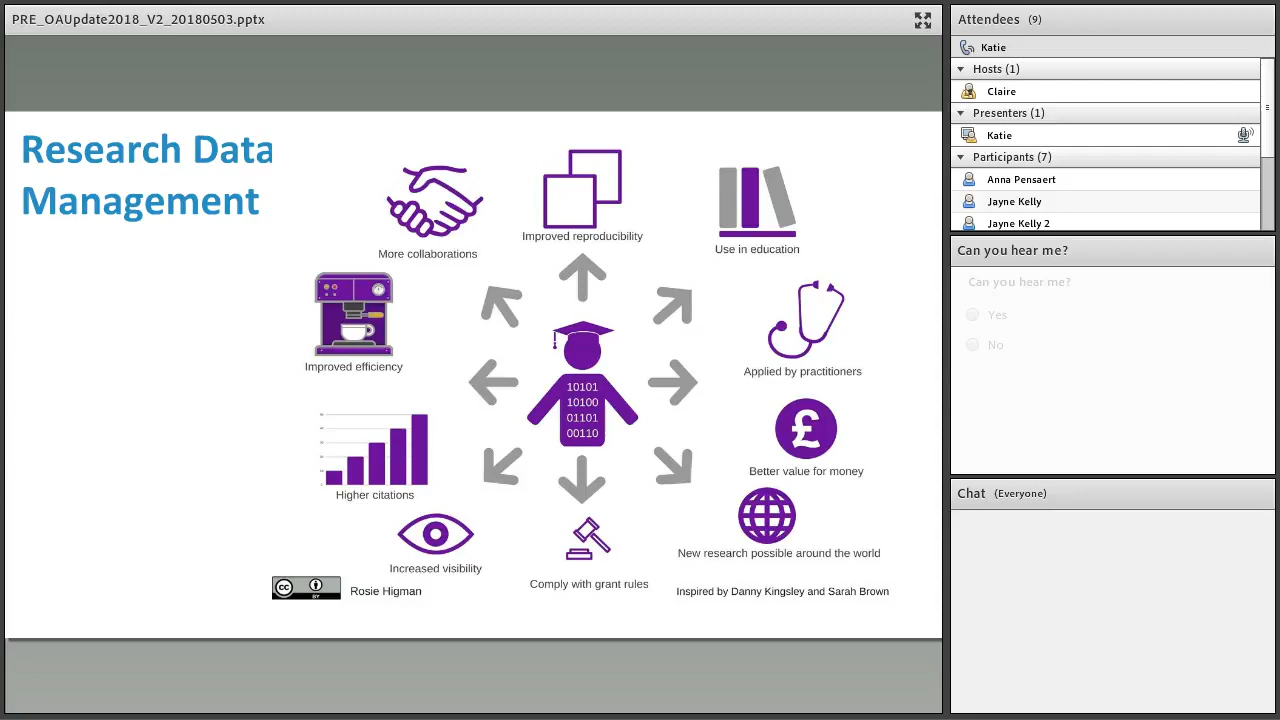 PRE_OAUpdate2018_V2_20180503.pptx
Research Data
Management
More collaborations
Improved reproducibility
Use in education
Improved efficiency
Applied by practitioners
10101
10100
01101
00110
Better value for money
Higher citations
New research possible around the world
Increased visibility
Comply with grant rules
CC
BY
Rosie Higman
Inspired by Danny Kingsley and Sarah Brown
Attendees (9)
Katie
Hosts (1)
Claire
Presenters (1)
Katie
Participants (7)
Anna Pensaert
Jayne Kelly
Jayne Kelly 2
Can you hear me?
Can you hear me?
Yes
No
Chat (Everyone)